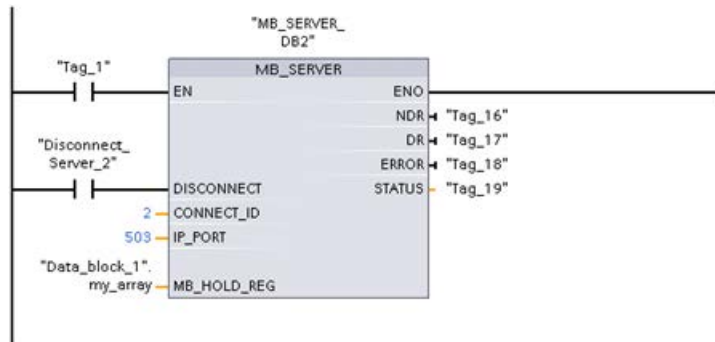 "MB_SERVER_
DB2"
"Tag_1"
MB_SERVER
EN
ENO
NDR
"Tag_16"
DR
"Tag_17"
"Disconnect_
Server_2"
ERROR
"Tag_18"
DISCONNECT
STATUS
"Tag_19"
2
CONNECT_ID
503
IP_PORT
"Data_block_1".
my_array
MB_HOLD_REG